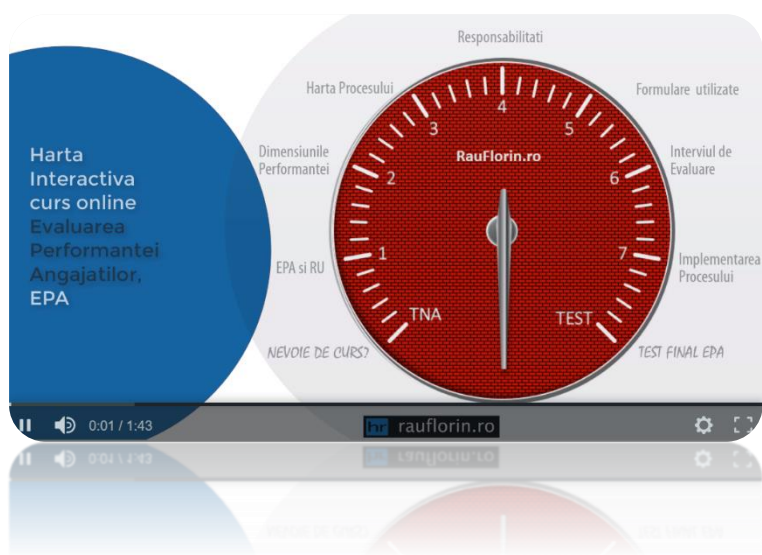 Harta
Interactiva
curs online
Evaluarea
Performantei
Angajatilor,
EPA
Responsabilitati
Harta Procesului
Formulare utilizate
Dimensiunile
Performantei
Interviul de
Evaluare
EPA si RU
Implementarea
Procesului
NEVOIE DE CURS?
TEST FINAL EPA
RauFlorin.ro
TNA
1
2
3
4
5
6
7
TEST
0:01 / 1:43
hr rauflorin.ro